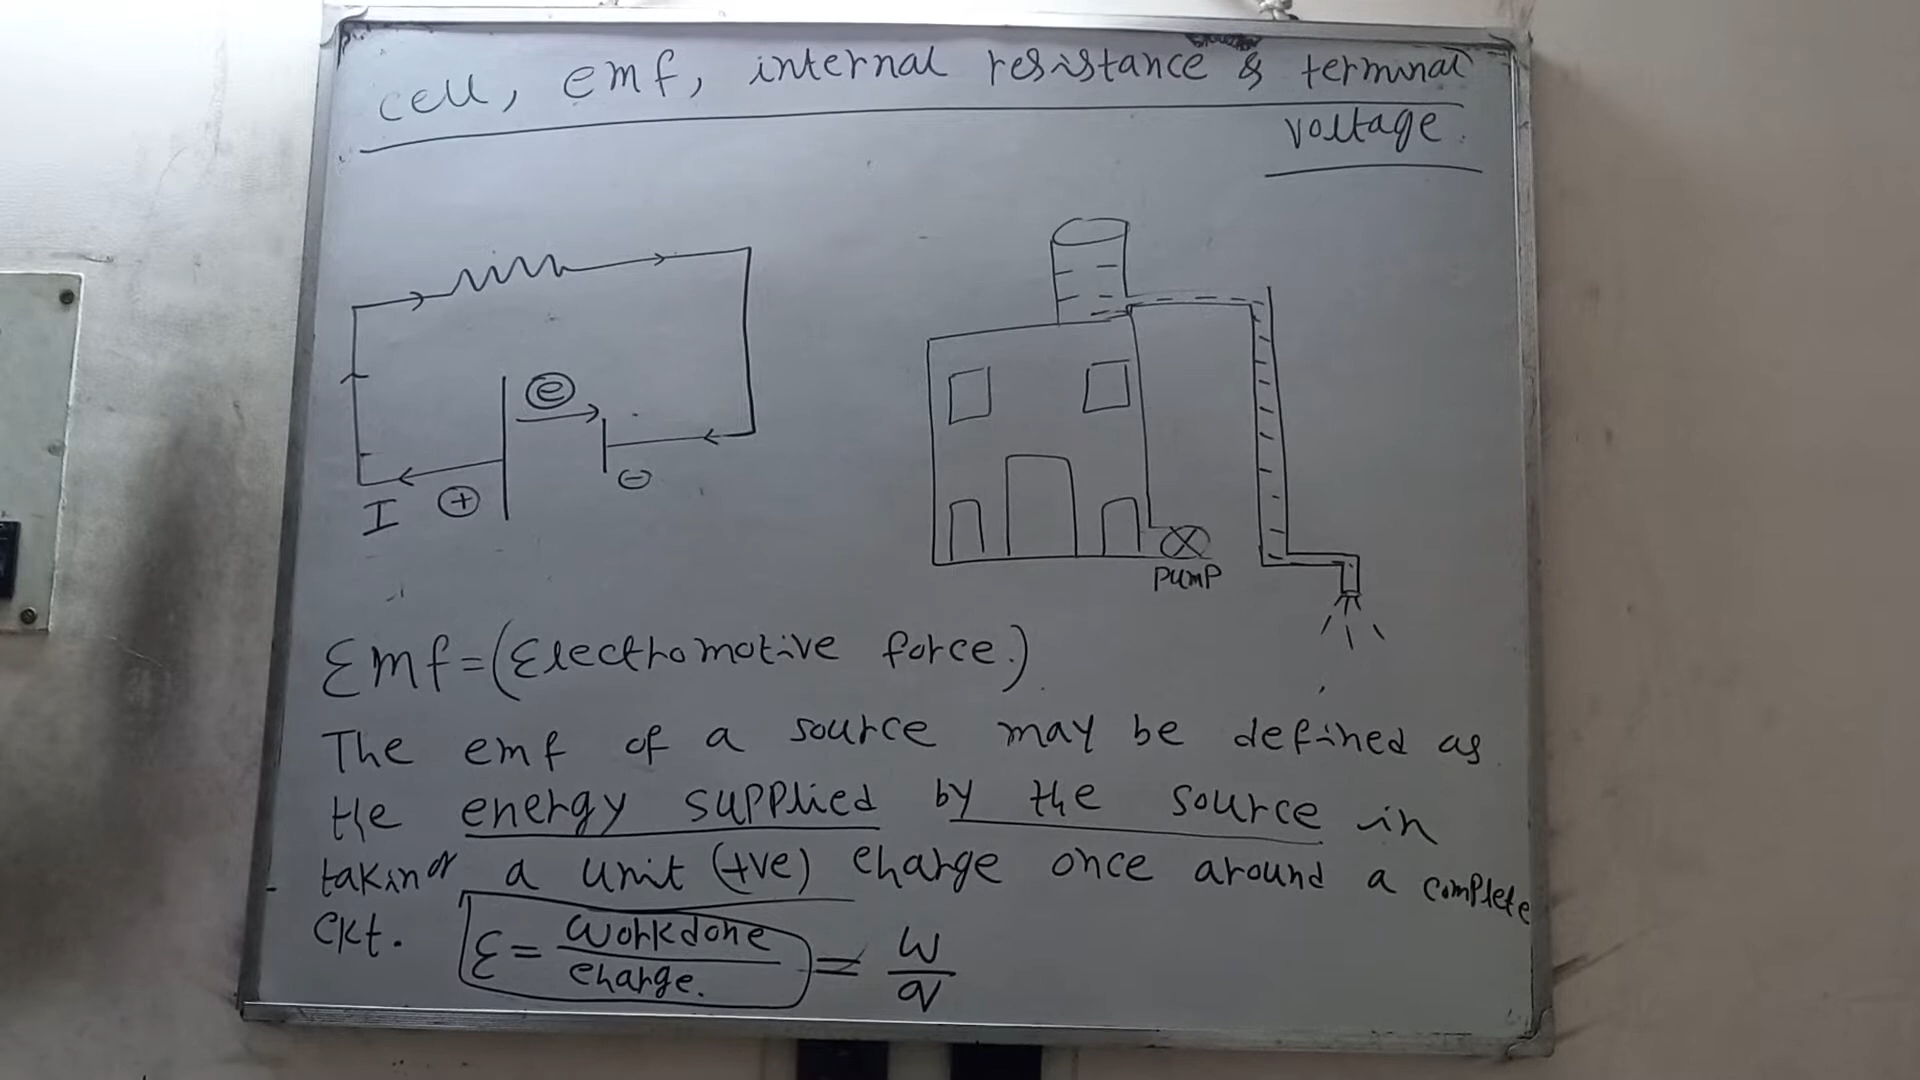 cell, emf, internal resistance & terminal
voltage.
e
I
+
-
PUMP
Emf=(Electromotive force.)
The emf of a source may be defined as
the energy supplied by the source in
taking a unit (+ve) charge once around a complete
ckt. ε = workdone / charge. = W / q